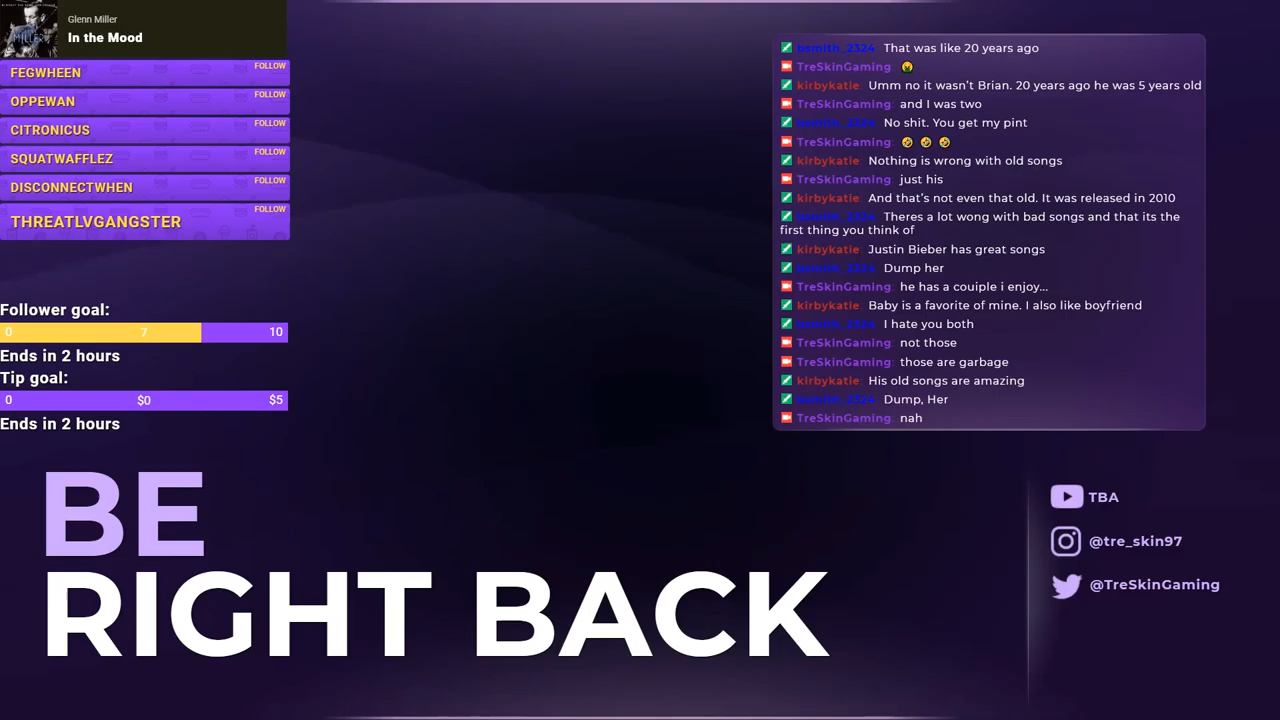 Glenn Miller
In the Mood
FEGWHEEN
FOLLOW
OPPEWAN
FOLLOW
CITRONICUS
FOLLOW
SQUATWAFFLEZ
FOLLOW
DISCONNECTWHEN
FOLLOW
THREATLVGANGSTER
FOLLOW
Follower goal:
0 7 10
Ends in 2 hours
Tip goal:
0 $0 $5
Ends in 2 hours
bsmith_2324 That was like 20 years ago
TreSkinGaming:
kirbykatie: Umm no it wasn't Brian. 20 years ago he was 5 years old
TreSkinGaming: and I was two
bsmith_2324 No shit. You get my pint
TreSkinGaming:
kirbykatie: Nothing is wrong with old songs
TreSkinGaming: just his
kirbykatie: And that's not even that old. It was released in 2010
bsmith_2324 Theres a lot wong with bad songs and that its the
first thing you think of
kirbykatie: Justin Bieber has great songs
bsmith_2324 Dump her
TreSkinGaming: he has a couiple i enjoy...
kirbykatie: Baby is a favorite of mine. I also like boyfriend
bsmith_2324 I hate you both
TreSkinGaming: not those
TreSkinGaming: those are garbage
kirbykatie: His old songs are amazing
bsmith_2324 Dump, Her
TreSkinGaming: nah
BE
RIGHT BACK
TBA
@tre_skin97
@TreSkinGaming